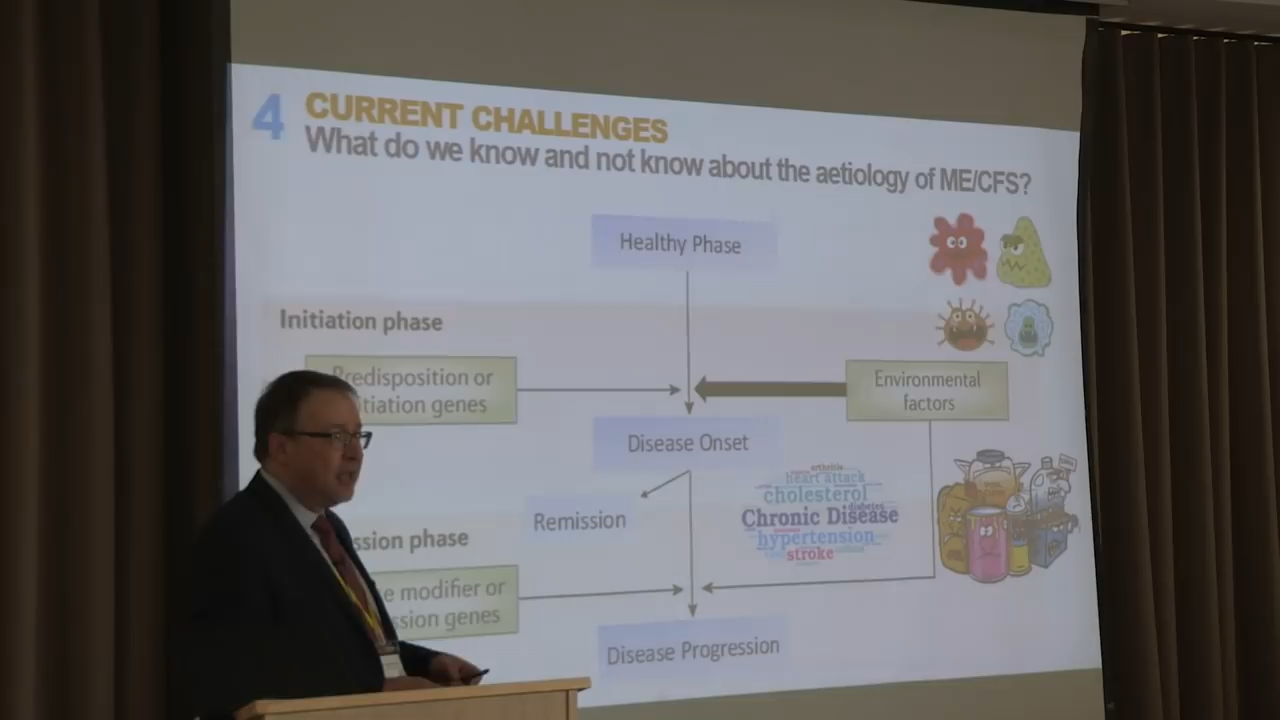 4 CURRENT CHALLENGES
What do we know and not know about the aetiology of ME/CFS?
Healthy Phase
Initiation phase
Predisposition or
tiation genes
Environmental
factors
Disease Onset
Remission
arthritis
heart attack
cholesterol
diabetes
Chronic Disease
hypertension
stroke
ssion phase
e modifier or
ssion genes
Disease Progression